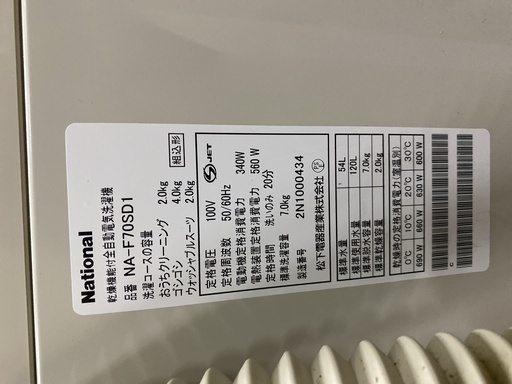 National
乾燥機能付全自動電気洗濯機
品番 NA-F70SD1 組込形
洗濯コースの容量
おうちクリーニング 2.0kg
ゴシゴシ 4.0kg
ウォッシャブルスーツ 2.0kg
JET
定格電圧 100V
定格周波数 50/60Hz
電動機定格消費電力 340W
電熱装置定格消費電力 560W
定格時間 洗いのみ 20分
標準洗濯容量 7.0kg
製造番号 2N1000434
松下電器産業株式会社 PSE
標準水量 54L
標準使用水量 120L
標準脱水容量 7.0kg
標準乾燥容量 2.0kg
乾燥時の定格消費電力(室温別)
0℃ 10℃ 20℃ 30℃
690 W 660 W 630 W 600 W
C